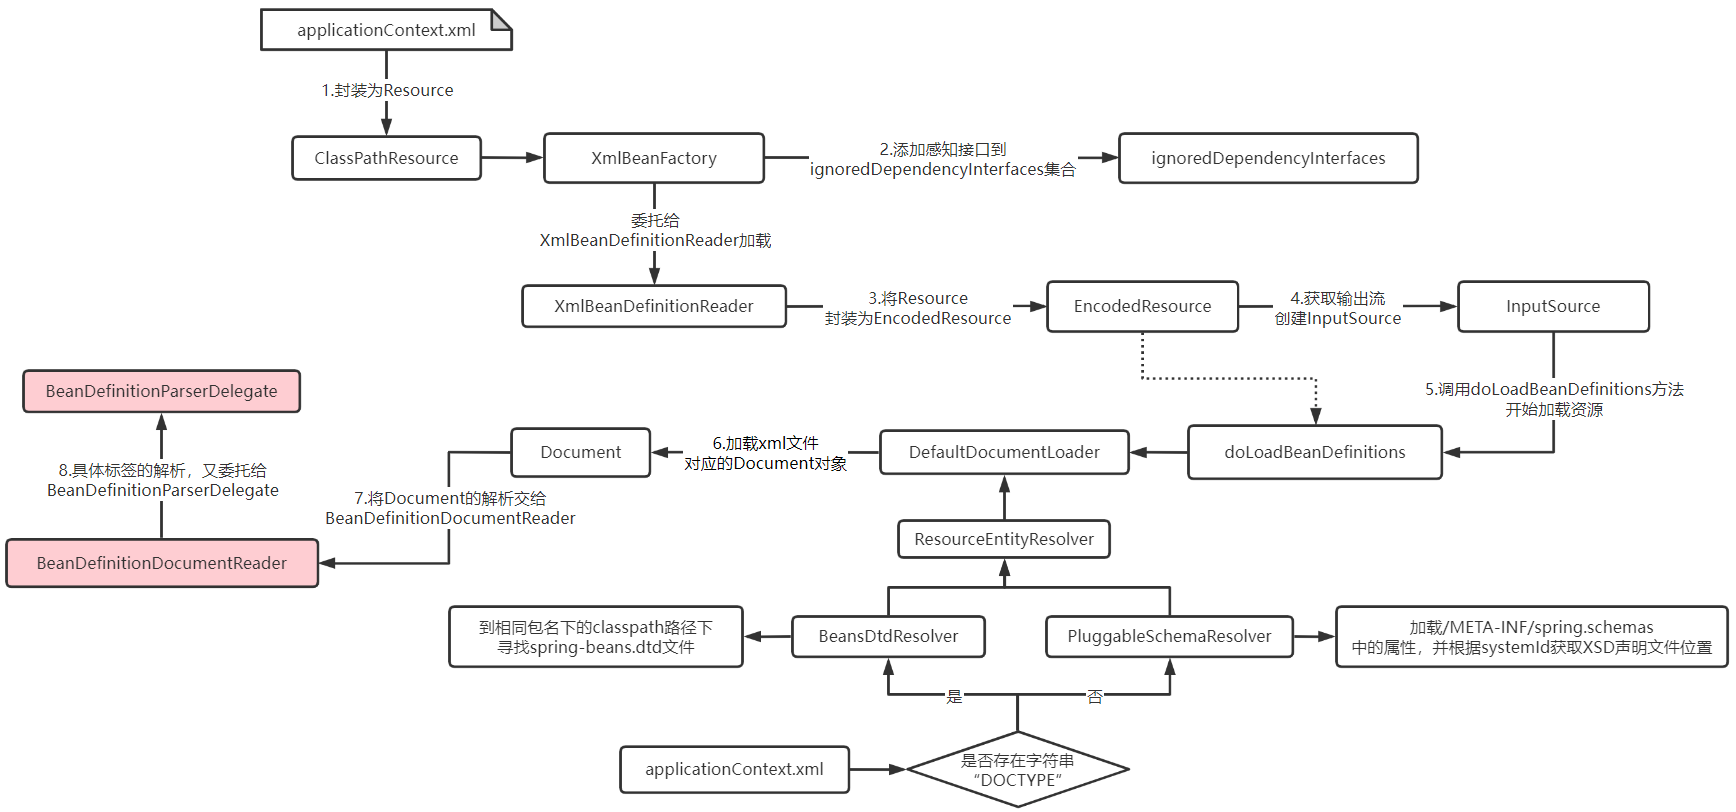 applicationContext.xml
1.封装为Resource
ClassPathResource
XmlBeanFactory
2.添加感知接口到
ignoredDependencyInterfaces集合
ignoredDependencyInterfaces
委托给
XmlBeanDefinitionReader加载
XmlBeanDefinitionReader
3.将Resource
封装为EncodedResource
EncodedResource
4.获取输出流
创建InputSource
InputSource
5.调用doLoadBeanDefinitions方法
开始加载资源
doLoadBeanDefinitions
DefaultDocumentLoader
6.加载xml文件
对应的Document对象
Document
7.将Document的解析交给
BeanDefinitionDocumentReader
BeanDefinitionDocumentReader
8.具体标签的解析，又委托给
BeanDefinitionParserDelegate
BeanDefinitionParserDelegate
ResourceEntityResolver
到相同包名下的classpath路径下
寻找spring-beans.dtd文件
BeansDtdResolver
PluggableSchemaResolver
加载/META-INF/spring.schemas
中的属性，并根据systemId获取XSD声明文件位置
是
否
applicationContext.xml
是否存在字符串
“DOCTYPE“